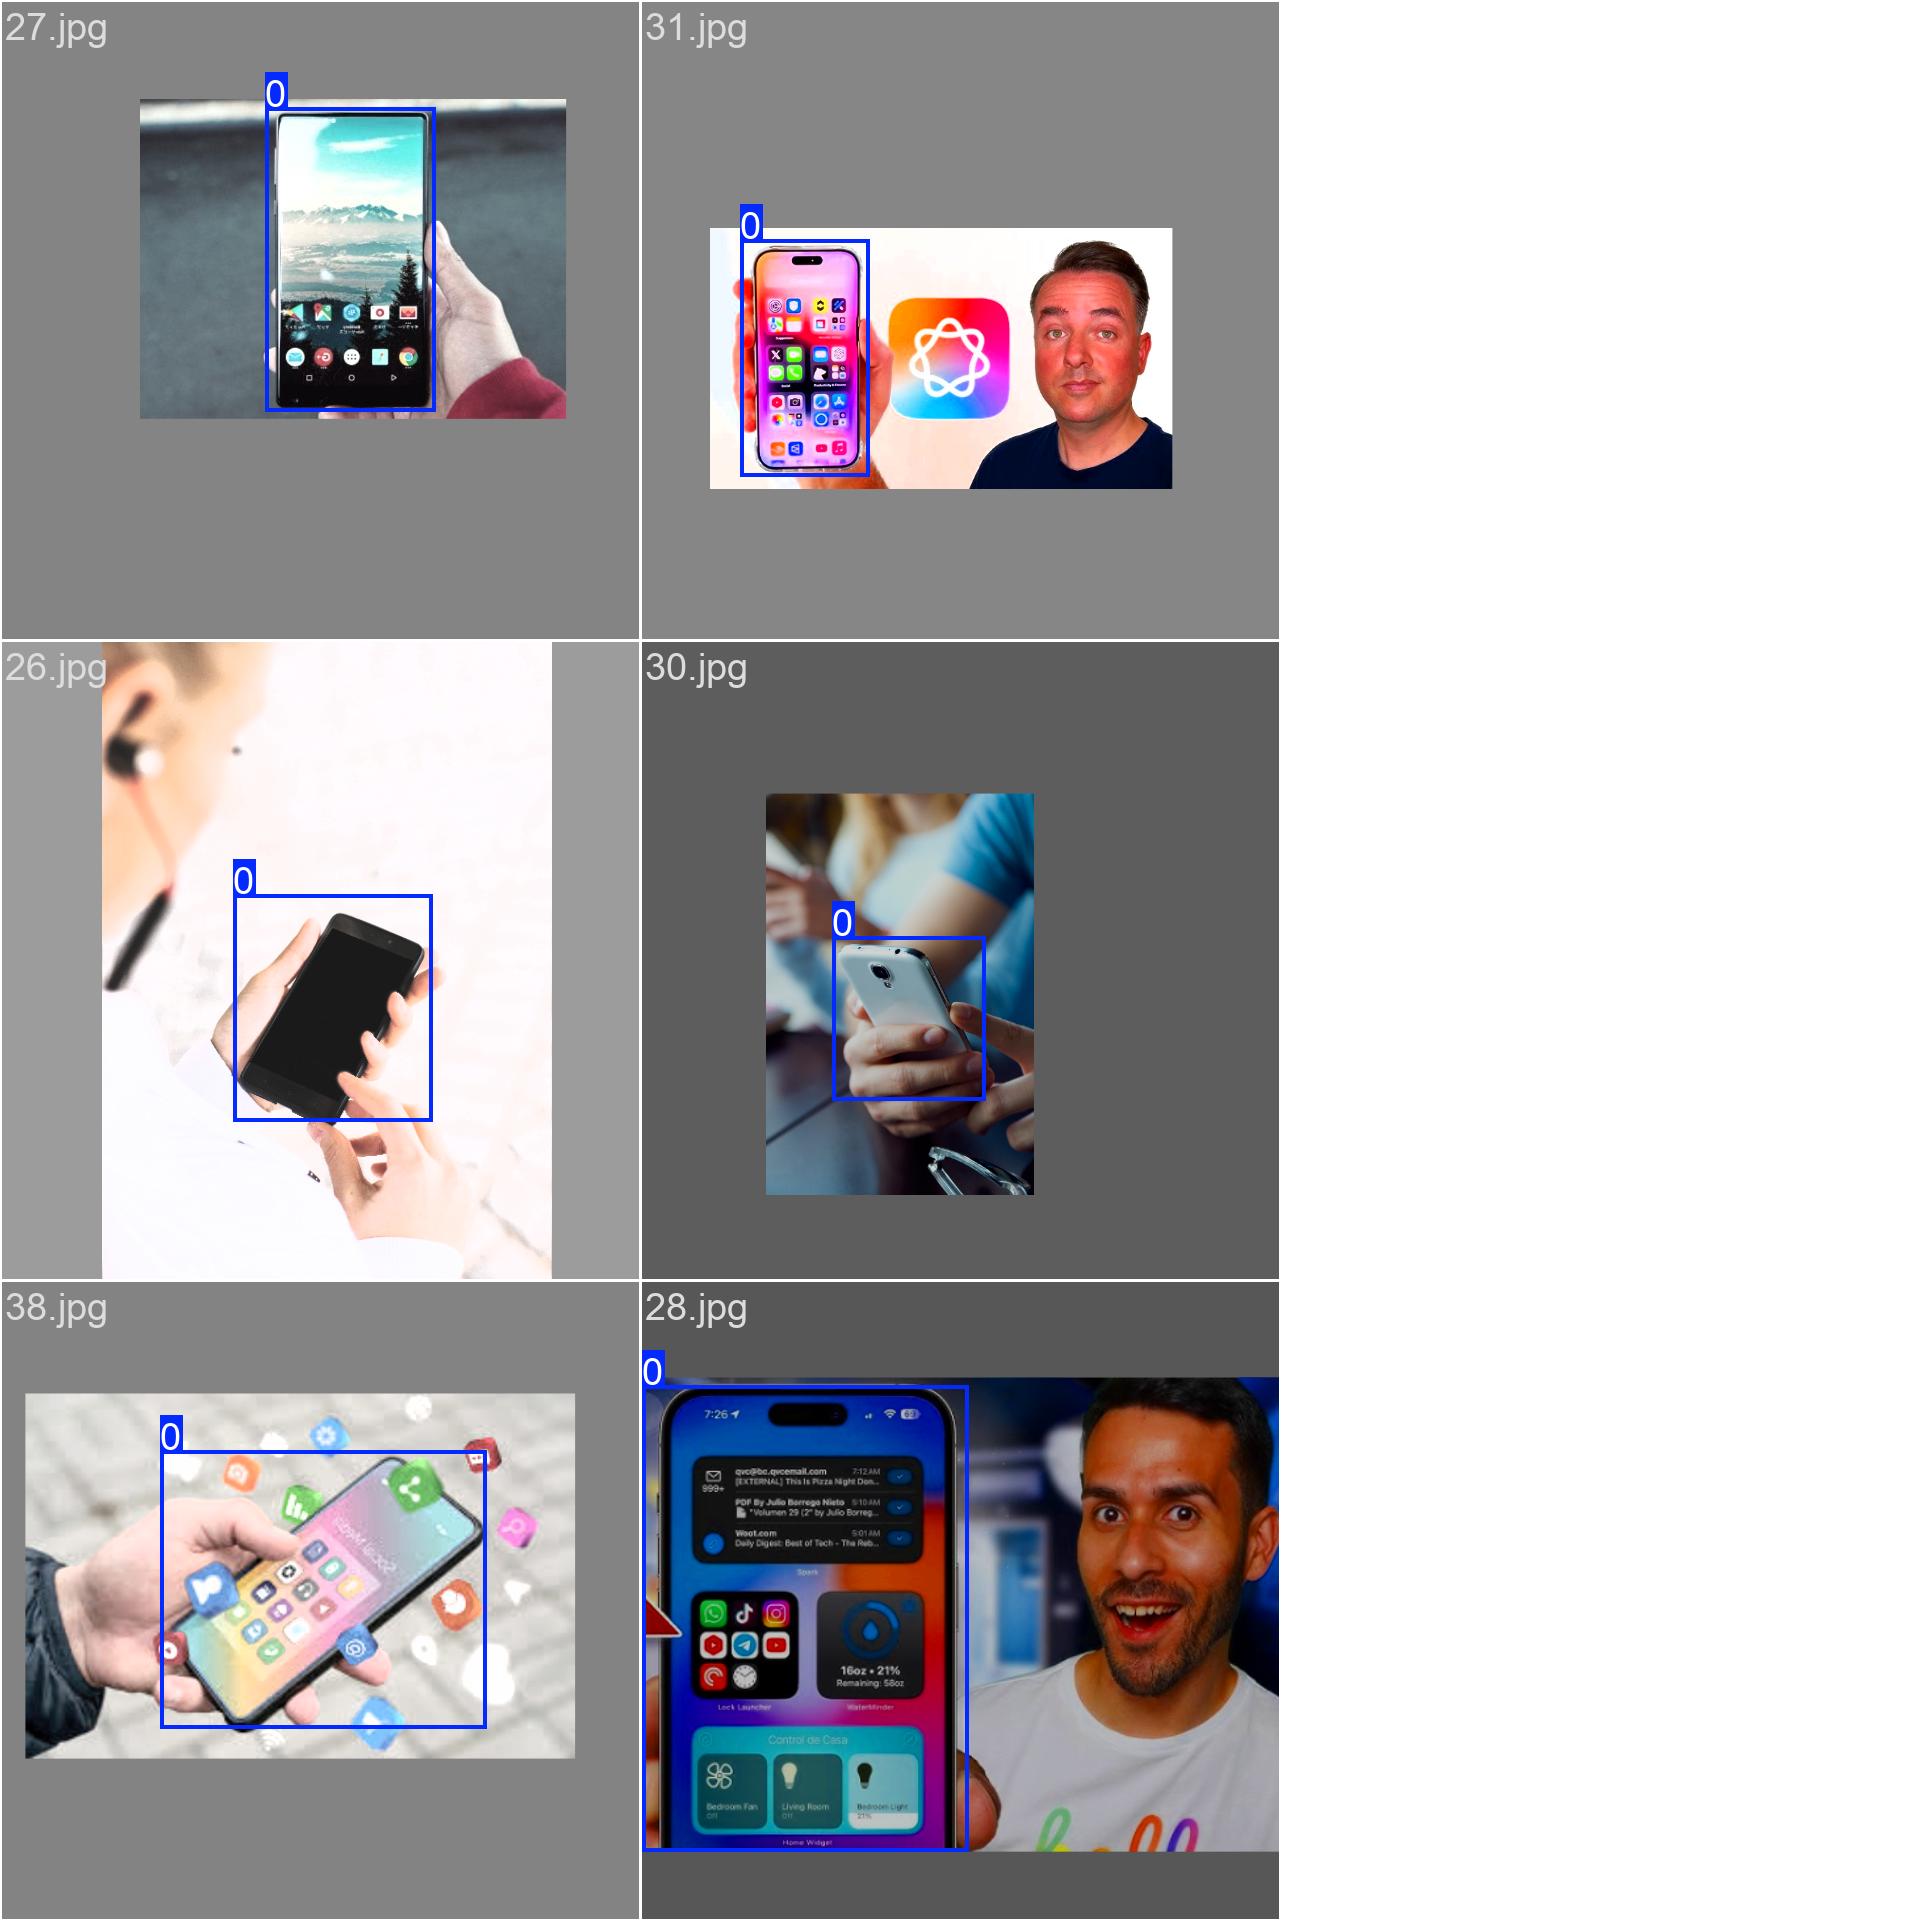 27.jpg
0
31.jpg
0
26.jpg
0
30.jpg
0
38.jpg
0
28.jpg
0
7:26
69
qvc@bc.qvcemail.com 7:12 AM
[EXTERNAL] This Is Pizza Night Don...
999+
PDF By Julio Borrego Nieto 5:10 AM
"Volumen 29 (2" by Julio Borreg...
Woot.com 5:01 AM
Daily Digest: Best of Tech - The Reb...
Spark
16oz • 21%
Remaining: 58oz
Lock Launcher
WaterMinder
Control de Casa
Bedroom Fan
Off
Living Room
Off
Bedroom Light
21%
Home Widget